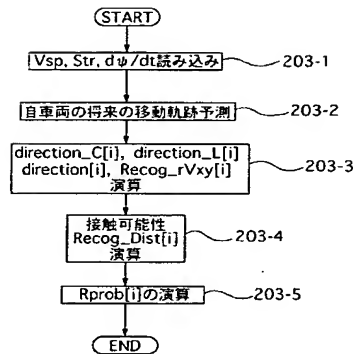 START
Vsp, Str, dψ/dt読み込み
203-1
自車両の将来の移動軌跡予測
203-2
direction_C[i], direction_L[i]
direction[i], Recog_rVxy[i]
演算
203-3
接触可能性
Recog_Dist[i]
演算
203-4
Rprob[i]の演算
203-5
END